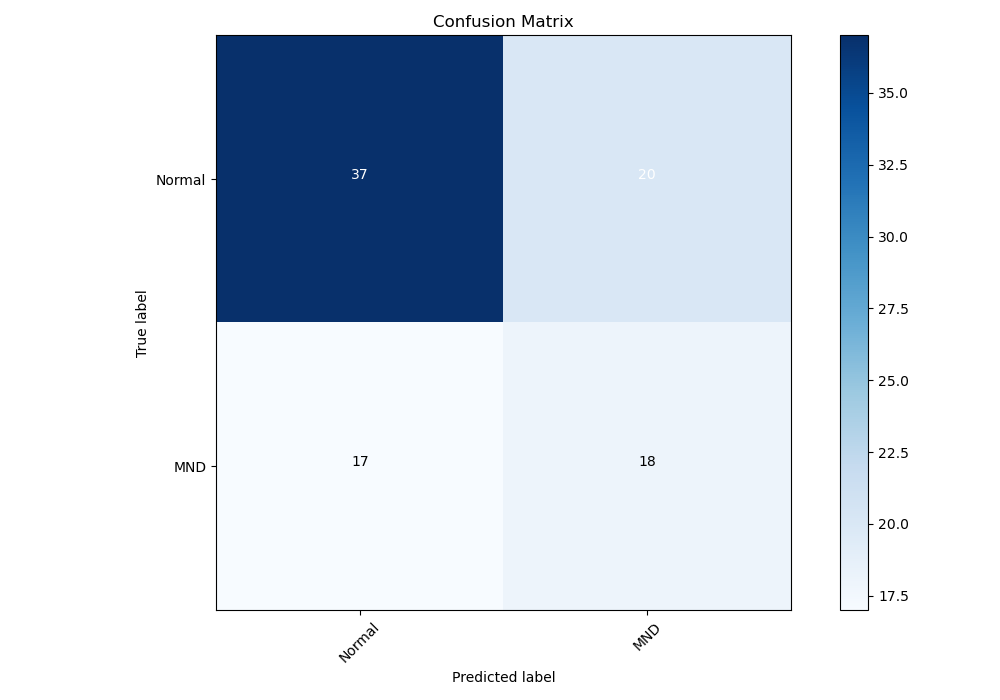 Confusion Matrix
True label
Normal
MND
37
20
17
18
Normal
MND
Predicted label
35.0
32.5
30.0
27.5
25.0
22.5
20.0
17.5